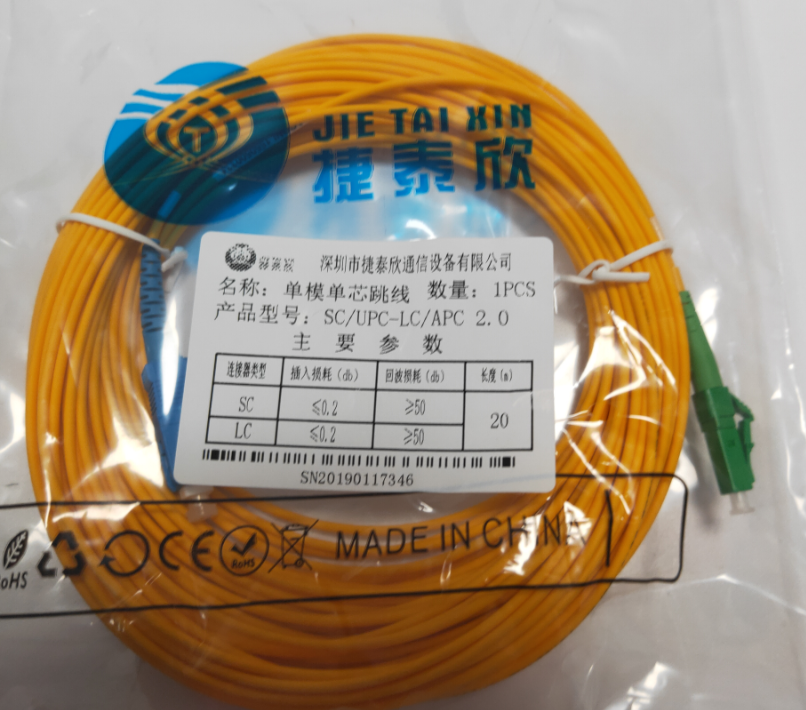 JIE TAI XIN
捷泰欣
深圳市捷泰欣通信设备有限公司
名称：单模单芯跳线 数量：1PCS
产品型号：SC/UPC-LC/APC 2.0
主 要 参 数
连接器类型 插入损耗（db） 回波损耗（db） 长度（m）
SC ≤0.2 ≥50 20
LC ≤0.2 ≥50
SN20190117346
RoHS CE RoHS MADE IN CHINA